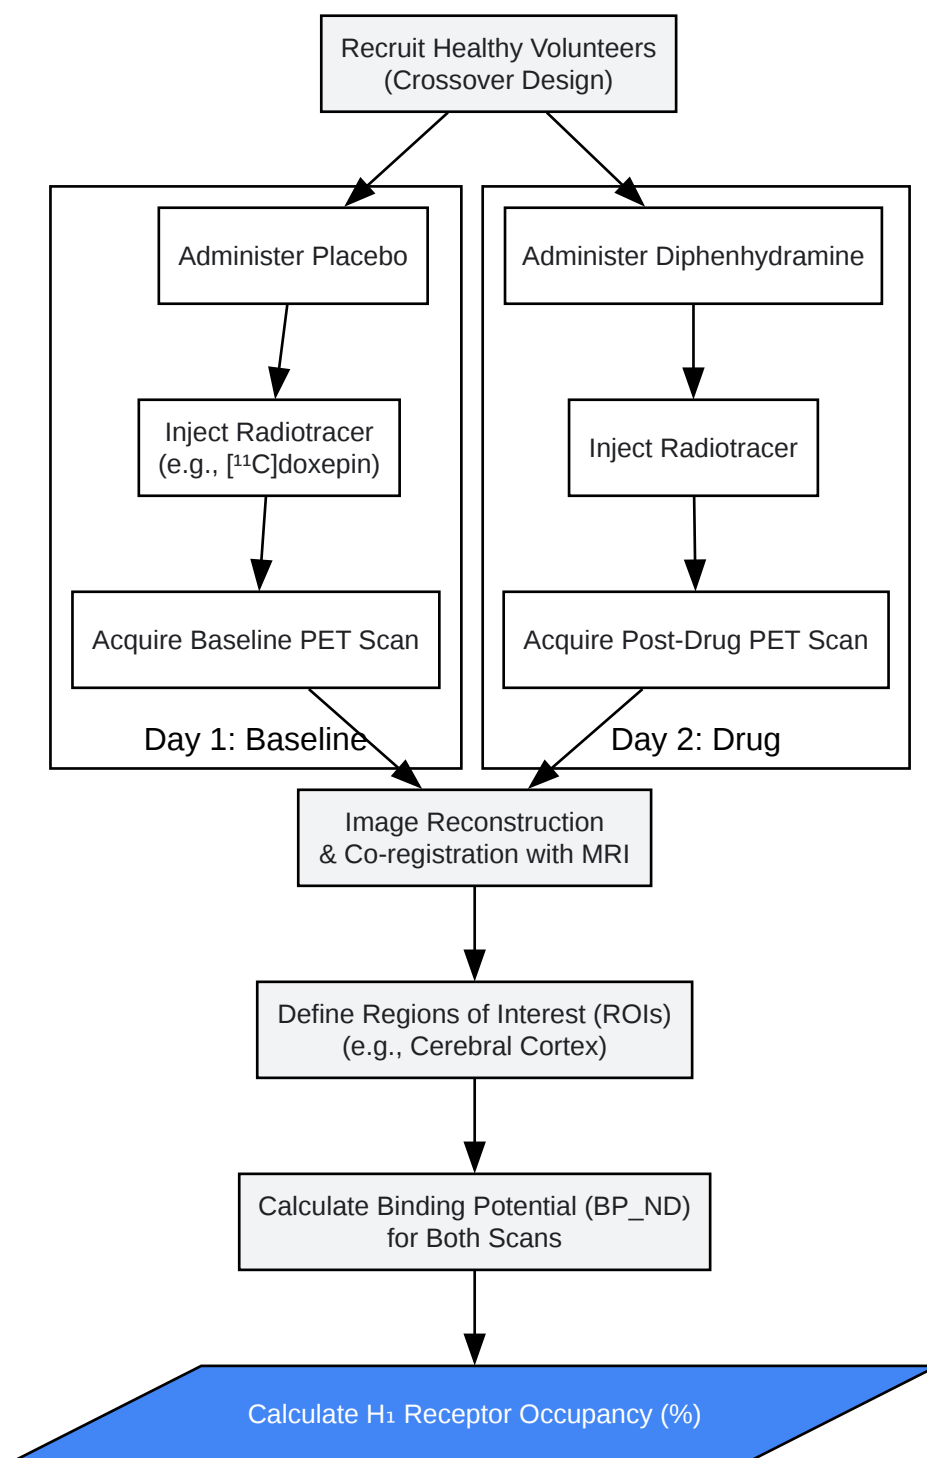 Recruit Healthy Volunteers
(Crossover Design)
Administer Placebo
Inject Radiotracer
(e.g., [¹¹C]doxepin)
Acquire Baseline PET Scan
Day 1: Baseline
Administer Diphenhydramine
Inject Radiotracer
Acquire Post-Drug PET Scan
Day 2: Drug
Image Reconstruction
& Co-registration with MRI
Define Regions of Interest (ROIs)
(e.g., Cerebral Cortex)
Calculate Binding Potential (BP_ND)
for Both Scans
Calculate H₁ Receptor Occupancy (%)